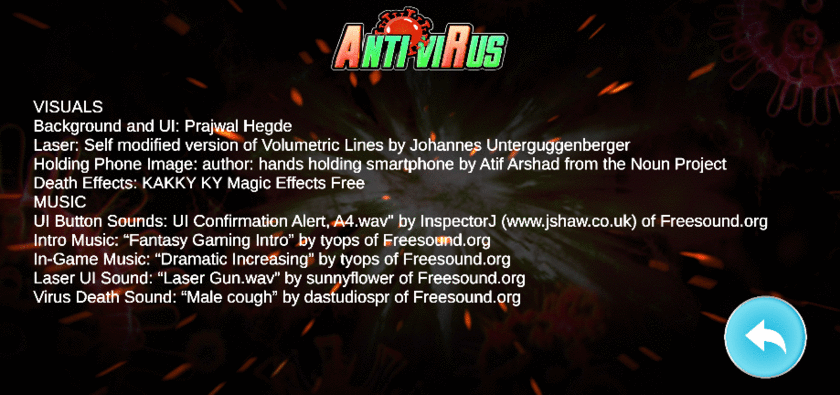 ANTIVIRUS
VISUALS
Background and UI: Prajwal Hegde
Laser: Self modified version of Volumetric Lines by Johannes Unterguggenberger
Holding Phone Image: author: hands holding smartphone by Atif Arshad from the Noun Project
Death Effects: KAKKY KY Magic Effects Free
MUSIC
UI Button Sounds: UI Confirmation Alert, A4.wav" by InspectorJ (www.jshaw.co.uk) of Freesound.org
Intro Music: “Fantasy Gaming Intro” by tyops of Freesound.org
In-Game Music: “Dramatic Increasing” by tyops of Freesound.org
Laser UI Sound: “Laser Gun.wav” by sunnyflower of Freesound.org
Virus Death Sound: “Male cough” by dastudiospr of Freesound.org